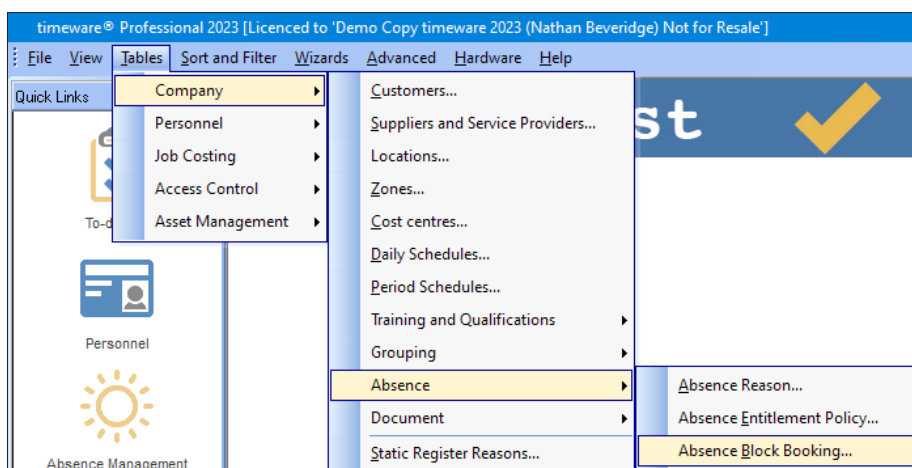 timeware® Professional 2023 [Licenced to 'Demo Copy timeware 2023 (Nathan Beveridge) Not for Resale']
File View Tables Sort and Filter Wizards Advanced Hardware Help
Quick Links
Company
Personnel
Job Costing
Access Control
Asset Management
Customers...
Suppliers and Service Providers...
Locations...
Zones...
Cost centres...
Daily Schedules...
Period Schedules...
Training and Qualifications
Grouping
Absence
Document
Static Register Reasons...
Absence Reason...
Absence Entitlement Policy...
Absence Block Booking...
st
To-d
Personnel
Absence Management